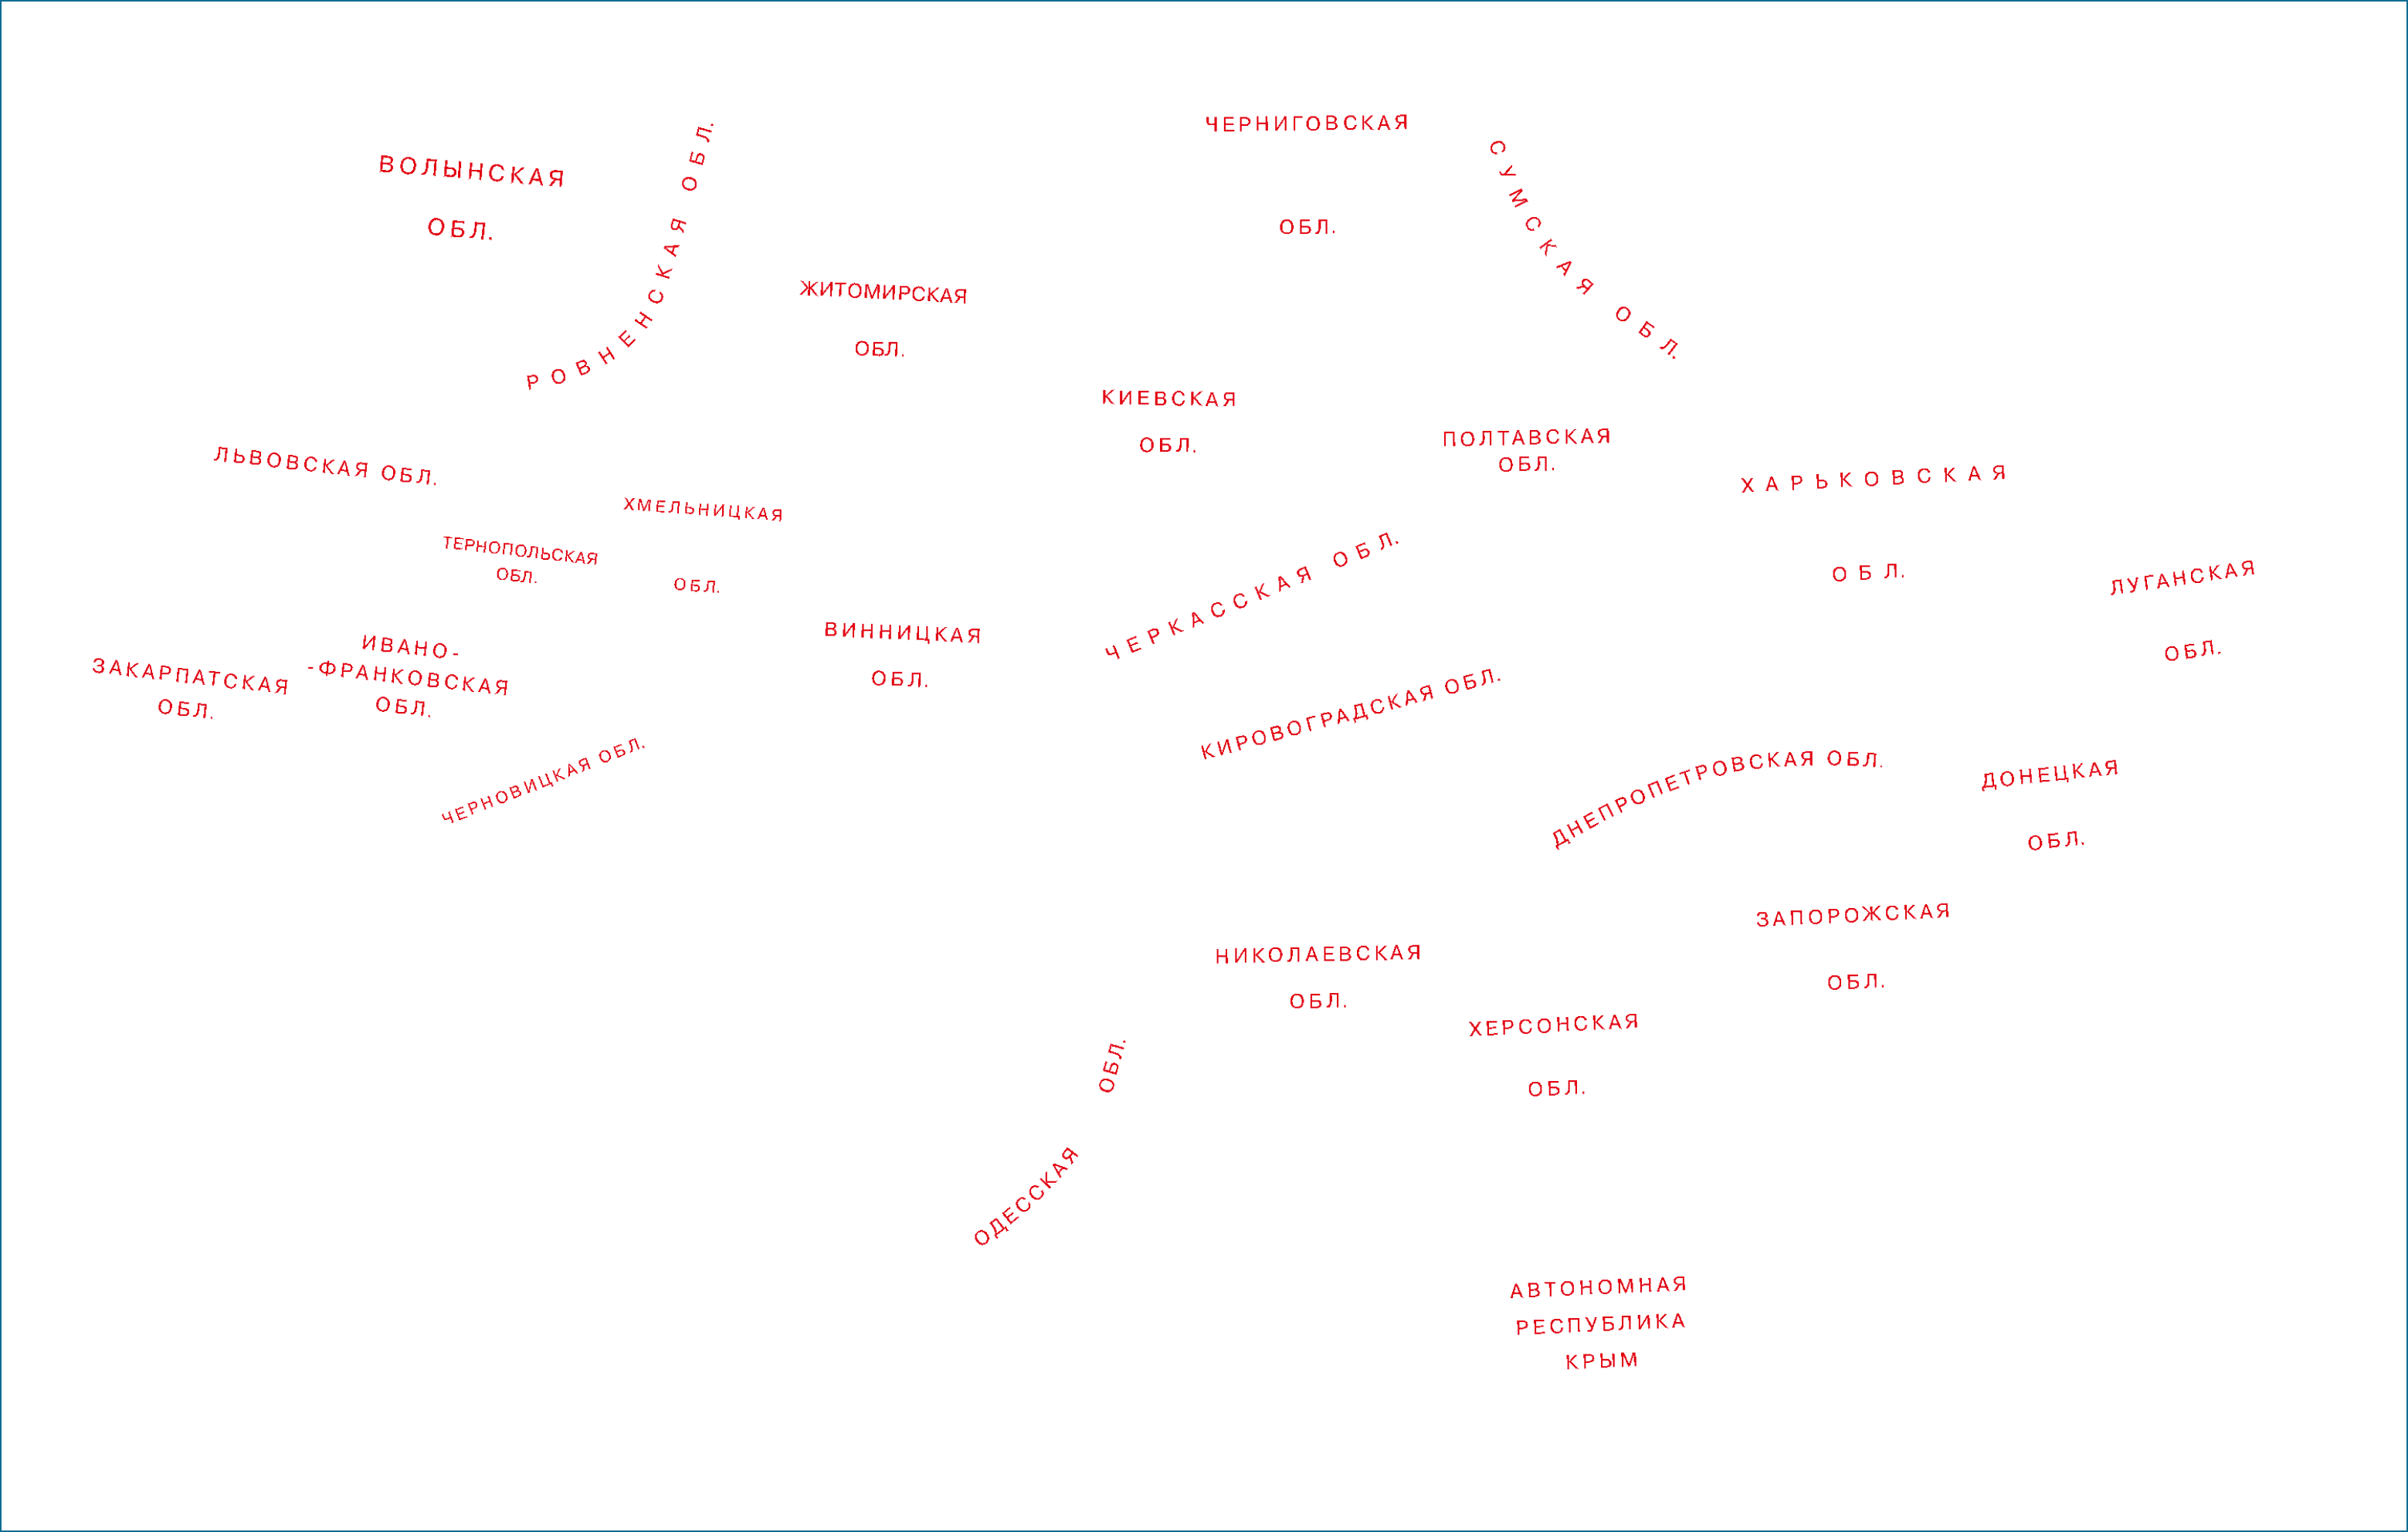 ЧЕРНИГОВСКАЯ
ОБЛ.
СУМСКАЯ ОБЛ.
ВОЛЫНСКАЯ
ОБЛ.
РОВНЕНСКАЯ ОБЛ.
ЖИТОМИРСКАЯ
ОБЛ.
КИЕВСКАЯ
ОБЛ.
ПОЛТАВСКАЯ
ОБЛ.
ЛЬВОВСКАЯ ОБЛ.
ХАРЬКОВСКАЯ
ОБЛ.
ХМЕЛЬНИЦКАЯ
ОБЛ.
ТЕРНОПОЛЬСКАЯ
ОБЛ.
ЧЕРКАССКАЯ ОБЛ.
ЛУГАНСКАЯ
ОБЛ.
ВИННИЦКАЯ
ОБЛ.
ИВАНО-
-ФРАНКОВСКАЯ
ОБЛ.
ЗАКАРПАТСКАЯ
ОБЛ.
КИРОВОГРАДСКАЯ ОБЛ.
ЧЕРНОВИЦКАЯ ОБЛ.
ДНЕПРОПЕТРОВСКАЯ ОБЛ.
ДОНЕЦКАЯ
ОБЛ.
ЗАПОРОЖСКАЯ
ОБЛ.
НИКОЛАЕВСКАЯ
ОБЛ.
ХЕРСОНСКАЯ
ОБЛ.
ОДЕССКАЯ ОБЛ.
АВТОНОМНАЯ
РЕСПУБЛИКА
КРЫМ